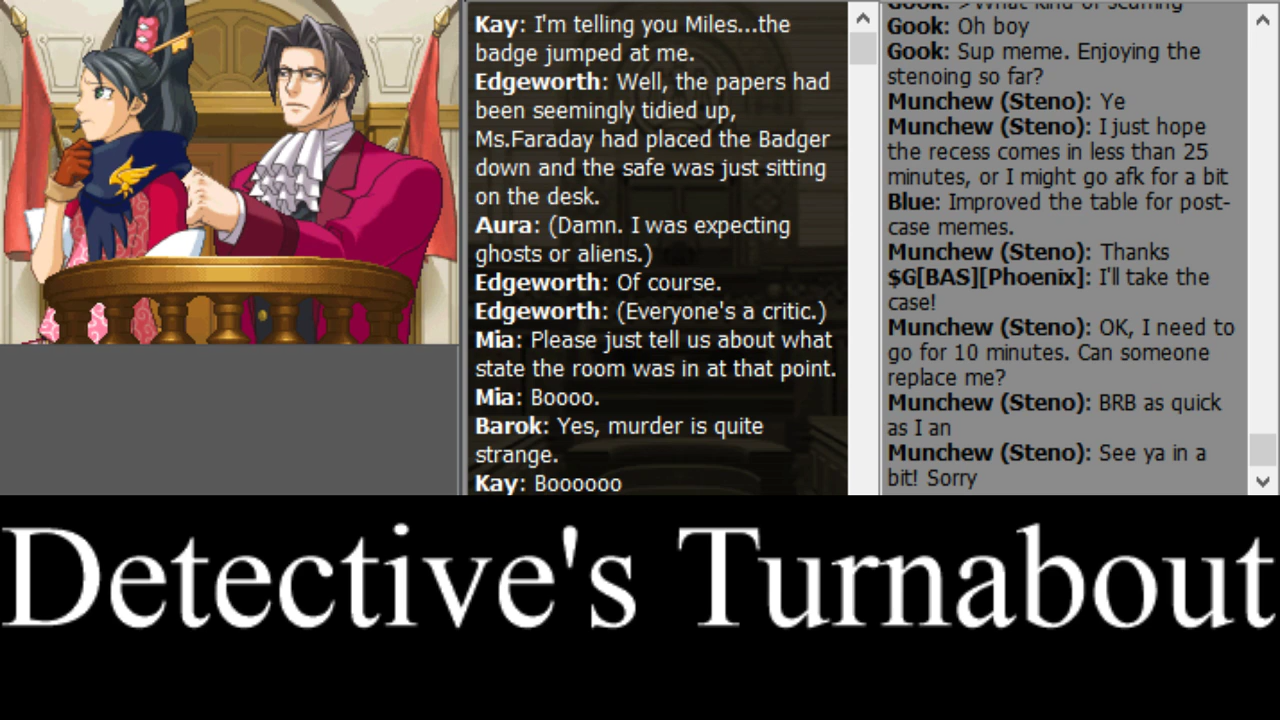 Kay: I'm telling you Miles...the
badge jumped at me.
Edgeworth: Well, the papers had
been seemingly tidied up,
Ms.Faraday had placed the Badger
down and the safe was just sitting
on the desk.
Aura: (Damn. I was expecting
ghosts or aliens.)
Edgeworth: Of course.
Edgeworth: (Everyone's a critic.)
Mia: Please just tell us about what
state the room was in at that point.
Mia: Boooo.
Barok: Yes, murder is quite
strange.
Kay: Boooooo
Gook: >What kind of
Gook: Oh boy
Gook: Sup meme. Enjoying the
stenoing so far?
Munchew (Steno): Ye
Munchew (Steno): I just hope
the recess comes in less than 25
minutes, or I might go afk for a bit
Blue: Improved the table for post-
case memes.
Munchew (Steno): Thanks
$G[BAS][Phoenix]: I'll take the
case!
Munchew (Steno): OK, I need to
go for 10 minutes. Can someone
replace me?
Munchew (Steno): BRB as quick
as I an
Munchew (Steno): See ya in a
bit! Sorry
Detective's Turnabout